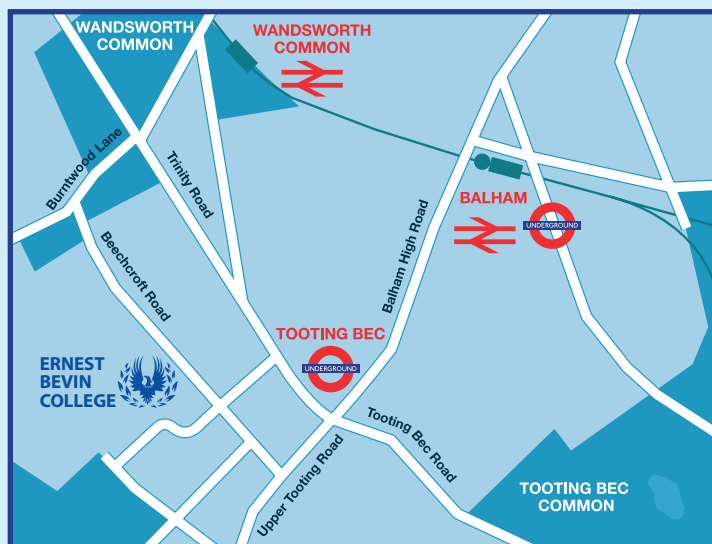 WANDSWORTH
COMMON
WANDSWORTH
COMMON
Burntwood Lane
Trinity Road
BALHAM
UNDERGROUND
Balham High Road
Beechcroft Road
TOOTING BEC
UNDERGROUND
ERNEST
BEVIN
COLLEGE
Tooting Bec Road
Upper Tooting Road
TOOTING BEC
COMMON